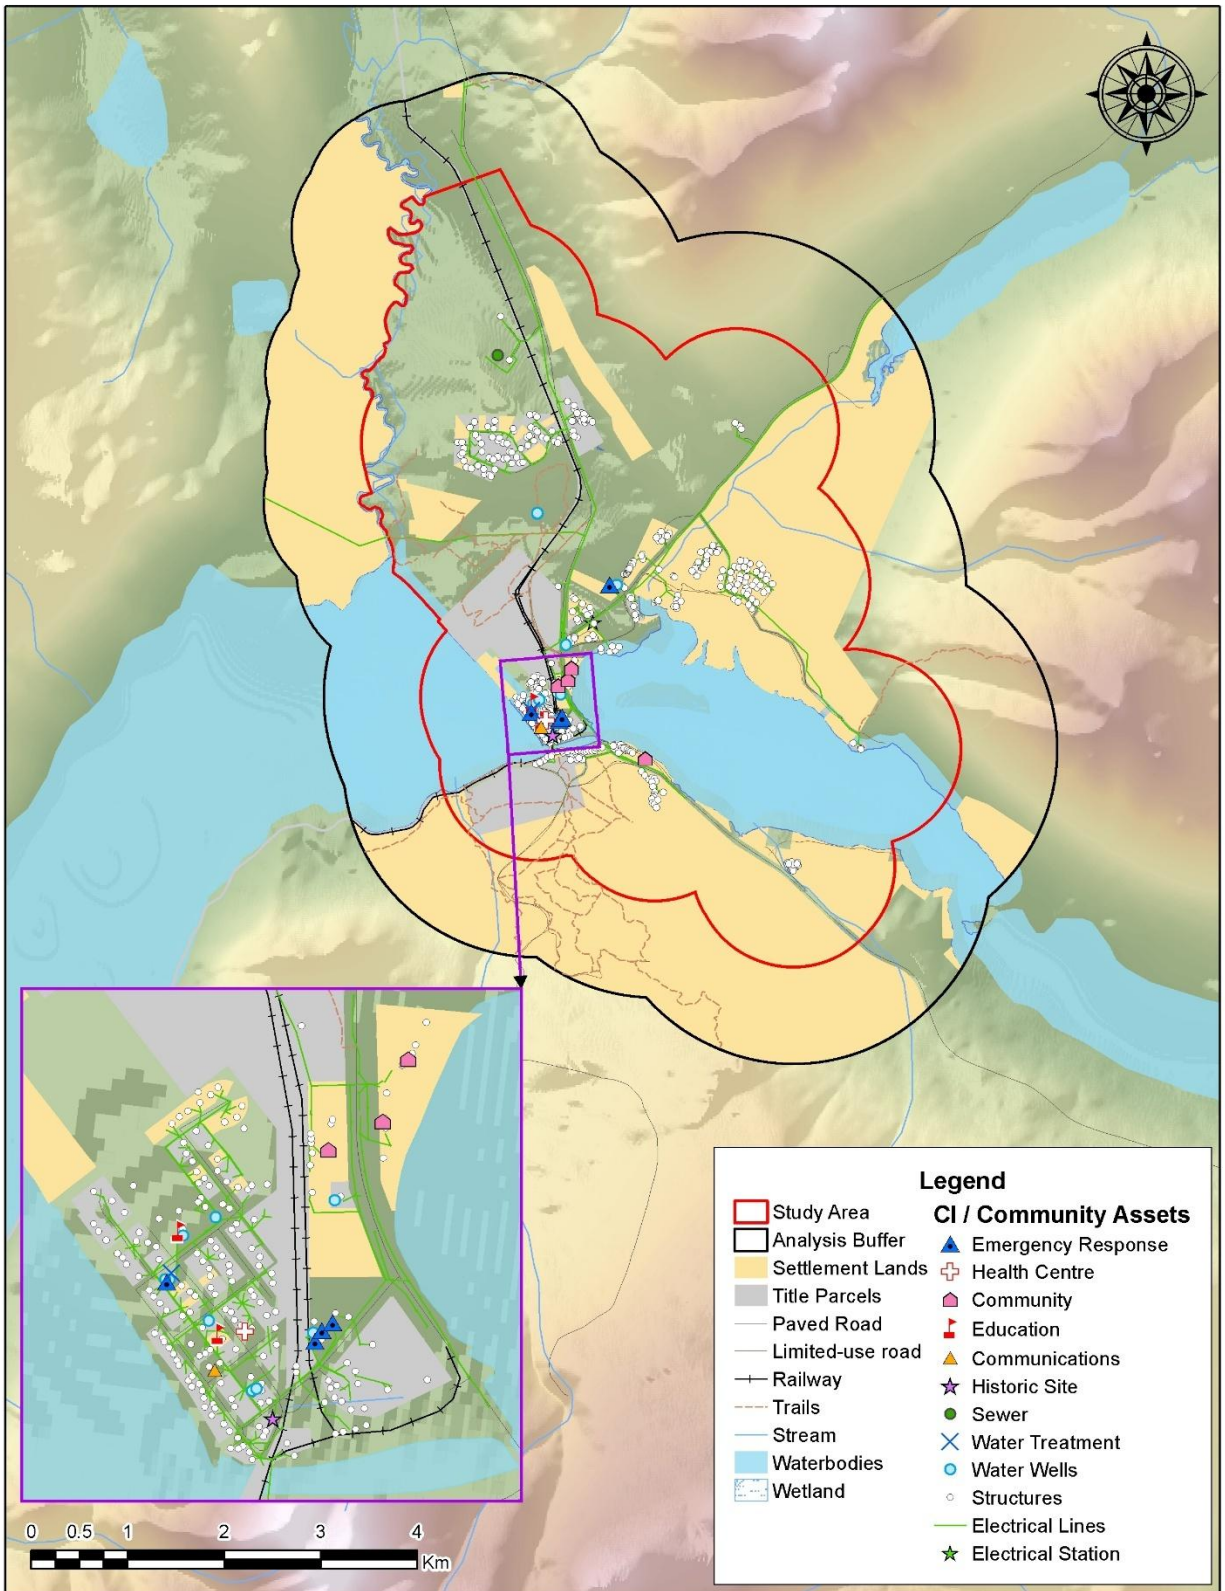 Legend
Study Area
Analysis Buffer
Settlement Lands
Title Parcels
Paved Road
Limited-use road
Railway
Trails
Stream
Waterbodies
Wetland
CI / Community Assets
Emergency Response
Health Centre
Community
Education
Communications
Historic Site
Sewer
Water Treatment
Water Wells
Structures
Electrical Lines
Electrical Station
0 0.5 1 2 3 4
Km